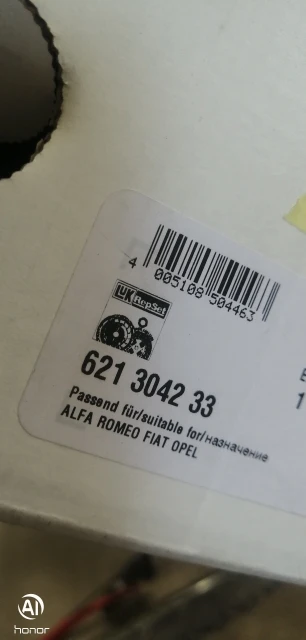 4 005108 504463
LuK RepSet
621 3042 33
Passend für/suitable for/назначение
ALFA ROMEO FIAT OPEL
AI
honor